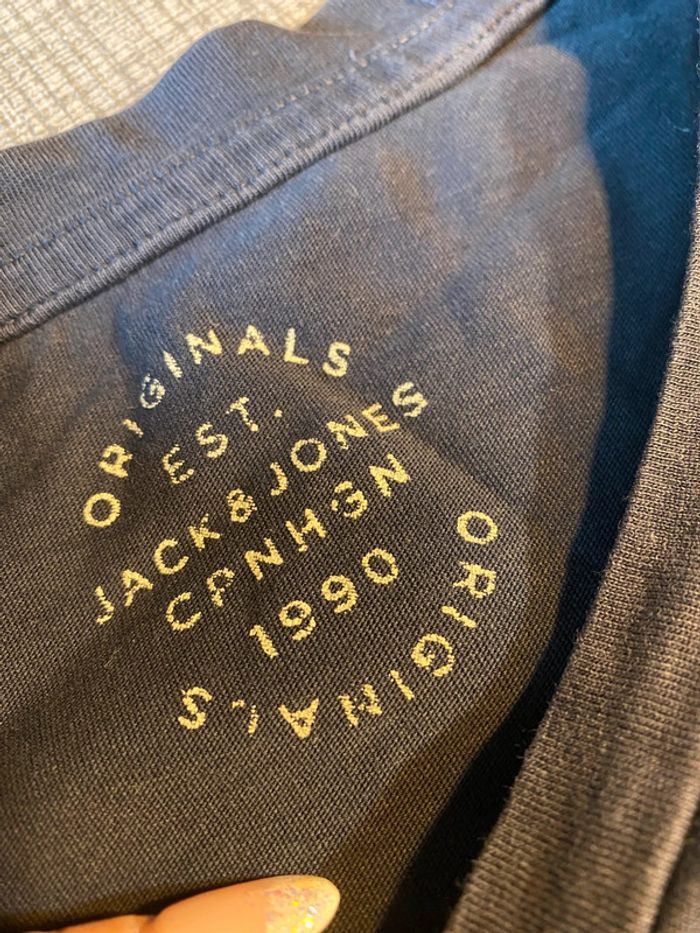 ORIGINALS
EST.
JACK & JONES
CPNHGN
1990
ORIGINALS